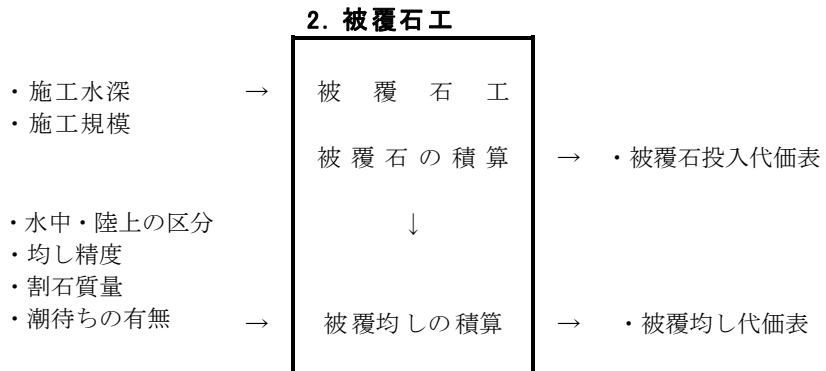 2. 被覆石工
・施工水深 → 被覆石工
・施工規模
被覆石の積算 → ・被覆石投入代価表
・水中・陸上の区分 ↓
・均し精度
・割石質量
・潮待ちの有無 → 被覆均しの積算 → ・被覆均し代価表